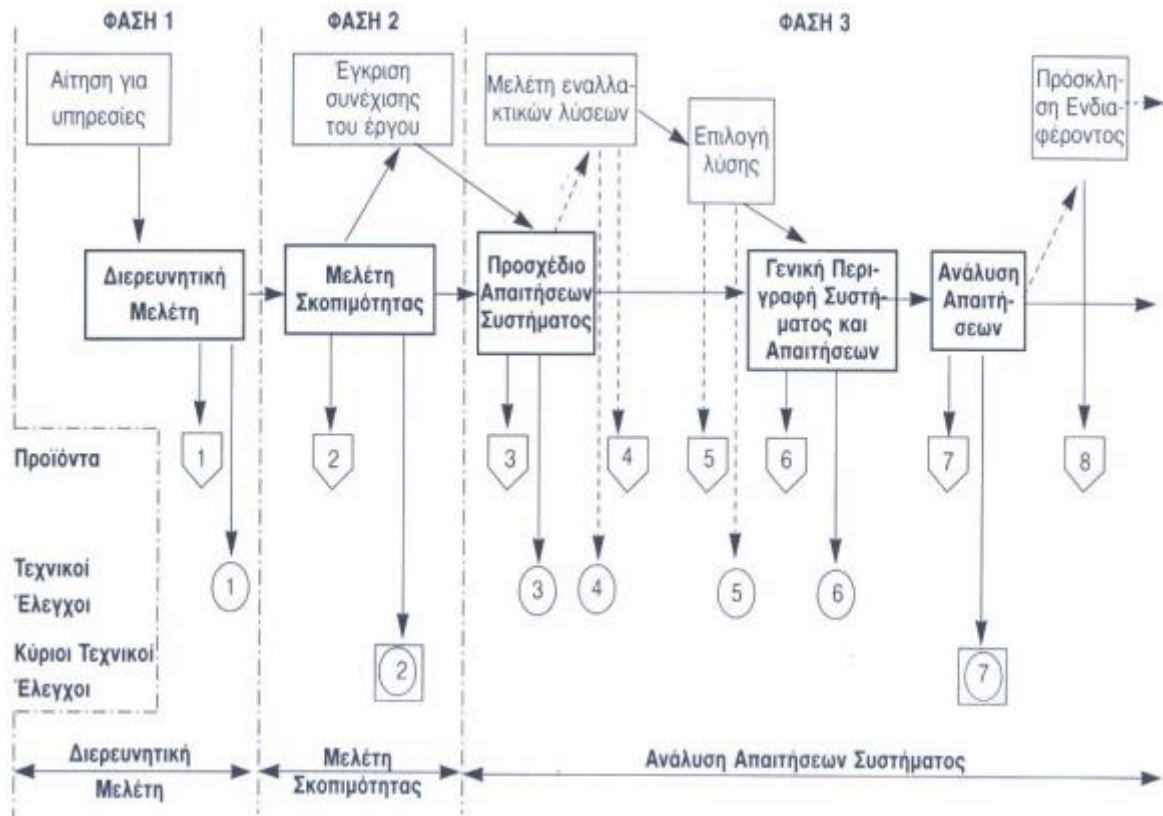 ΦΑΣΗ 1
ΦΑΣΗ 2
ΦΑΣΗ 3
Αίτηση για
υπηρεσίες
Έγκριση
συνέχισης
του έργου
Μελέτη εναλλα-
κτικών λύσεων
Επιλογή
λύσης
Πρόσκλη-
ση Ενδια-
φέροντος
Διερευνητική
Μελέτη
Μελέτη
Σκοπιμότητας
Προσχέδιο
Απαιτήσεων
Συστήματος
Γενική Περι-
γραφή Συστή-
ματος και
Απαιτήσεων
Ανάλυση
Απαιτή-
σεων
Προϊόντα
1
2
3
4
5
6
7
8
Τεχνικοί
Έλεγχοι
1
3
4
5
6
Κύριοι Τεχνικοί
Έλεγχοι
2
7
Διερευνητική
Μελέτη
Μελέτη
Σκοπιμότητας
Ανάλυση Απαιτήσεων Συστήματος